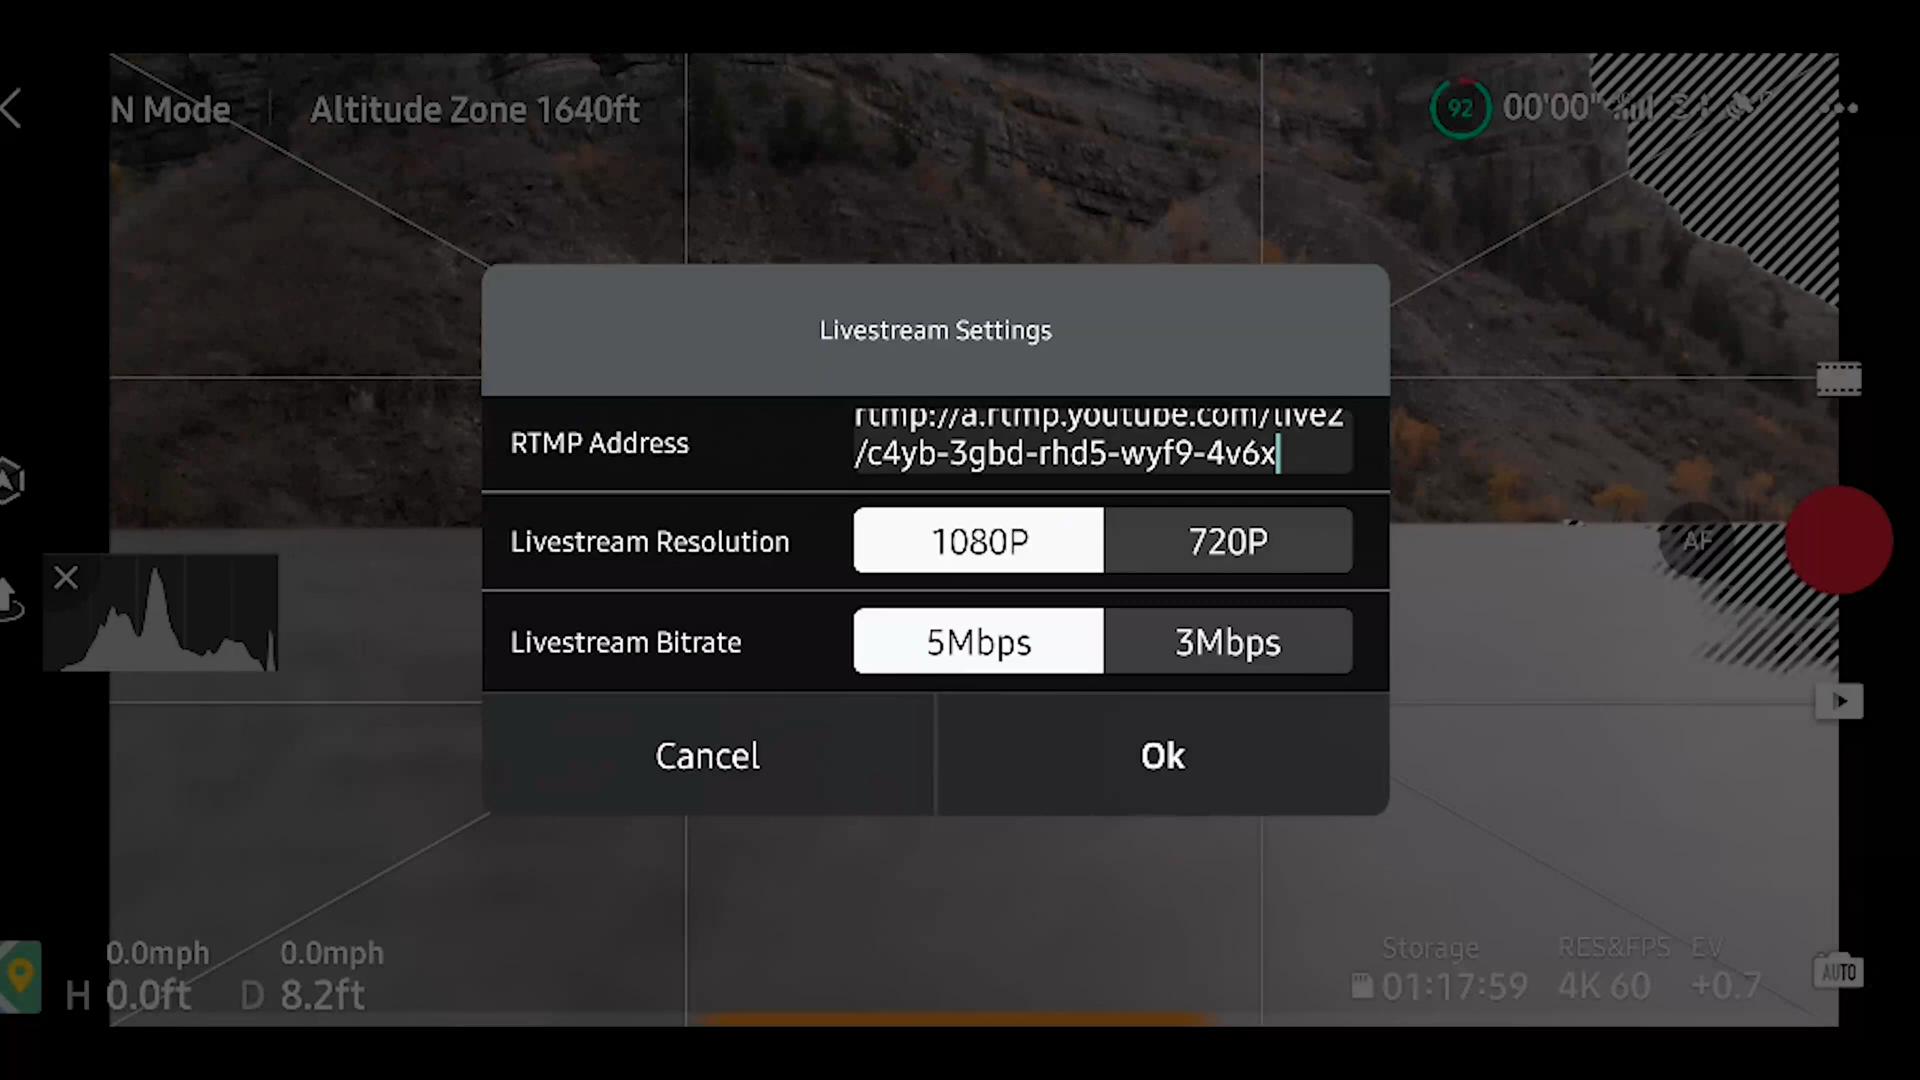 N Mode
Altitude Zone 1640ft
92
00'00"
Livestream Settings
RTMP Address
rtmp://a.rtmp.youtube.com/live2
/c4yb-3gbd-rhd5-wyf9-4v6x
Livestream Resolution
1080P
720P
AF
Livestream Bitrate
5Mbps
3Mbps
Cancel
Ok
0.0mph
0.0mph
H 0.0ft
D 8.2ft
Storage
RES&FPS
EV
01:17:59
4K 60
+0.7
AUTO